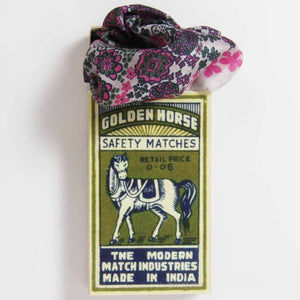 GOLDEN HORSE
SAFETY MATCHES
RETAIL PRICE
0-06
THE MODERN
MATCH INDUSTRIES
MADE IN INDIA